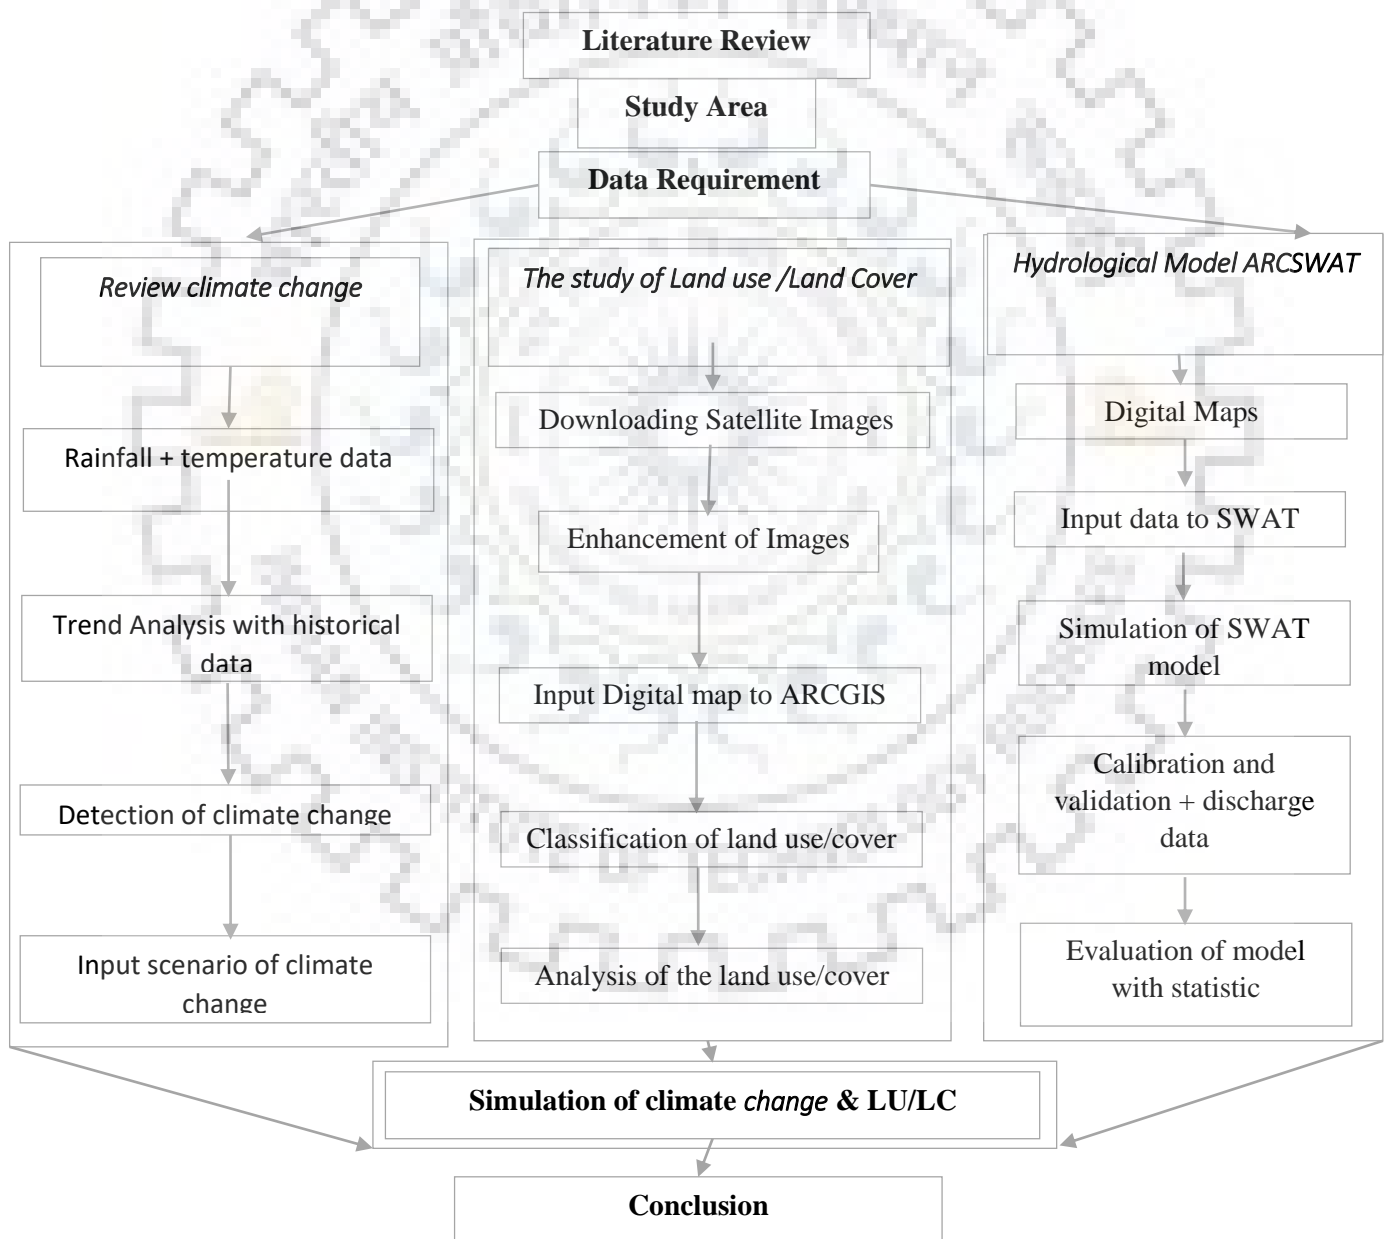 Literature Review
Study Area
Data Requirement
Review climate change
Rainfall + temperature data
Trend Analysis with historical
data
Detection of climate change
Input scenario of climate
change
The study of Land use /Land Cover
Downloading Satellite Images
Enhancement of Images
Input Digital map to ARCGIS
Classification of land use/cover
Analysis of the land use/cover
Hydrological Model ARCSWAT
Digital Maps
Input data to SWAT
Simulation of SWAT
model
Calibration and
validation + discharge
data
Evaluation of model
with statistic
Simulation of climate change & LU/LC
Conclusion